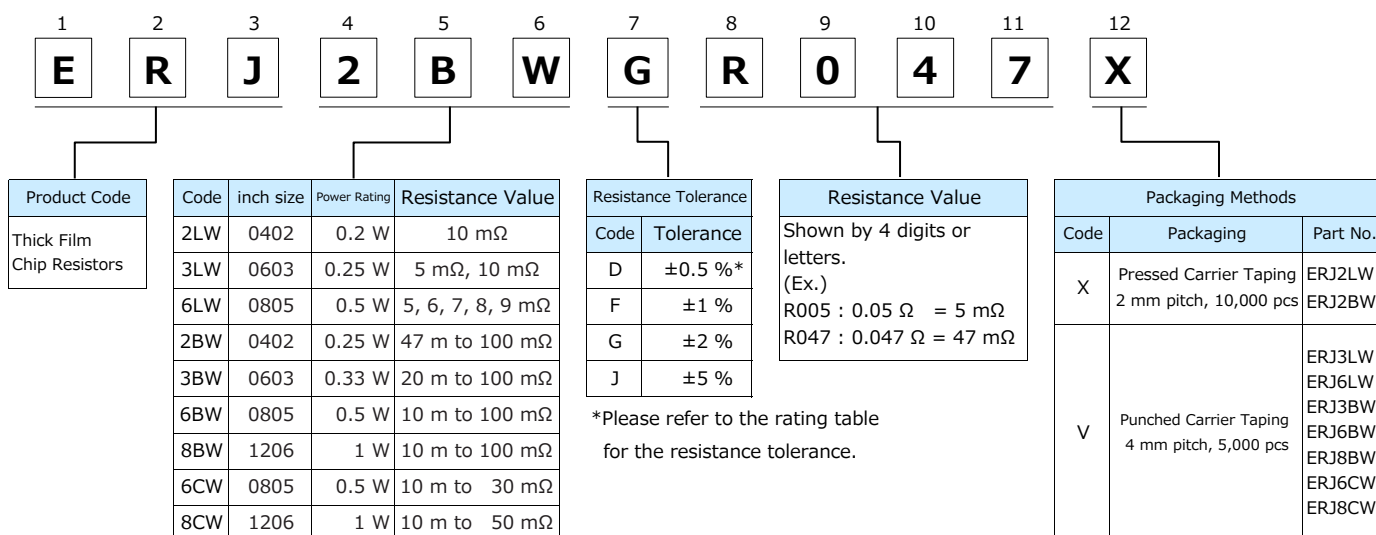 1 2 3 4 5 6 7 8 9 10 11 12
E R J 2 B W G R 0 4 7 X
Product Code
Thick Film
Chip Resistors
Code inch size Power Rating Resistance Value
2LW 0402 0.2 W 10 mΩ
3LW 0603 0.25 W 5 mΩ, 10 mΩ
6LW 0805 0.5 W 5, 6, 7, 8, 9 mΩ
2BW 0402 0.25 W 47 m to 100 mΩ
3BW 0603 0.33 W 20 m to 100 mΩ
6BW 0805 0.5 W 10 m to 100 mΩ
8BW 1206 1 W 10 m to 100 mΩ
6CW 0805 0.5 W 10 m to 30 mΩ
8CW 1206 1 W 10 m to 50 mΩ
Resistance Tolerance
Code Tolerance
D ±0.5 %*
F ±1 %
G ±2 %
J ±5 %
*Please refer to the rating table
for the resistance tolerance.
Resistance Value
Shown by 4 digits or
letters.
(Ex.)
R005 : 0.05 Ω = 5 mΩ
R047 : 0.047 Ω = 47 mΩ
Packaging Methods
Code Packaging Part No.
X Pressed Carrier Taping
2 mm pitch, 10,000 pcs
ERJ2LW
ERJ2BW
V Punched Carrier Taping
4 mm pitch, 5,000 pcs
ERJ3LW
ERJ6LW
ERJ3BW
ERJ6BW
ERJ8BW
ERJ6CW
ERJ8CW